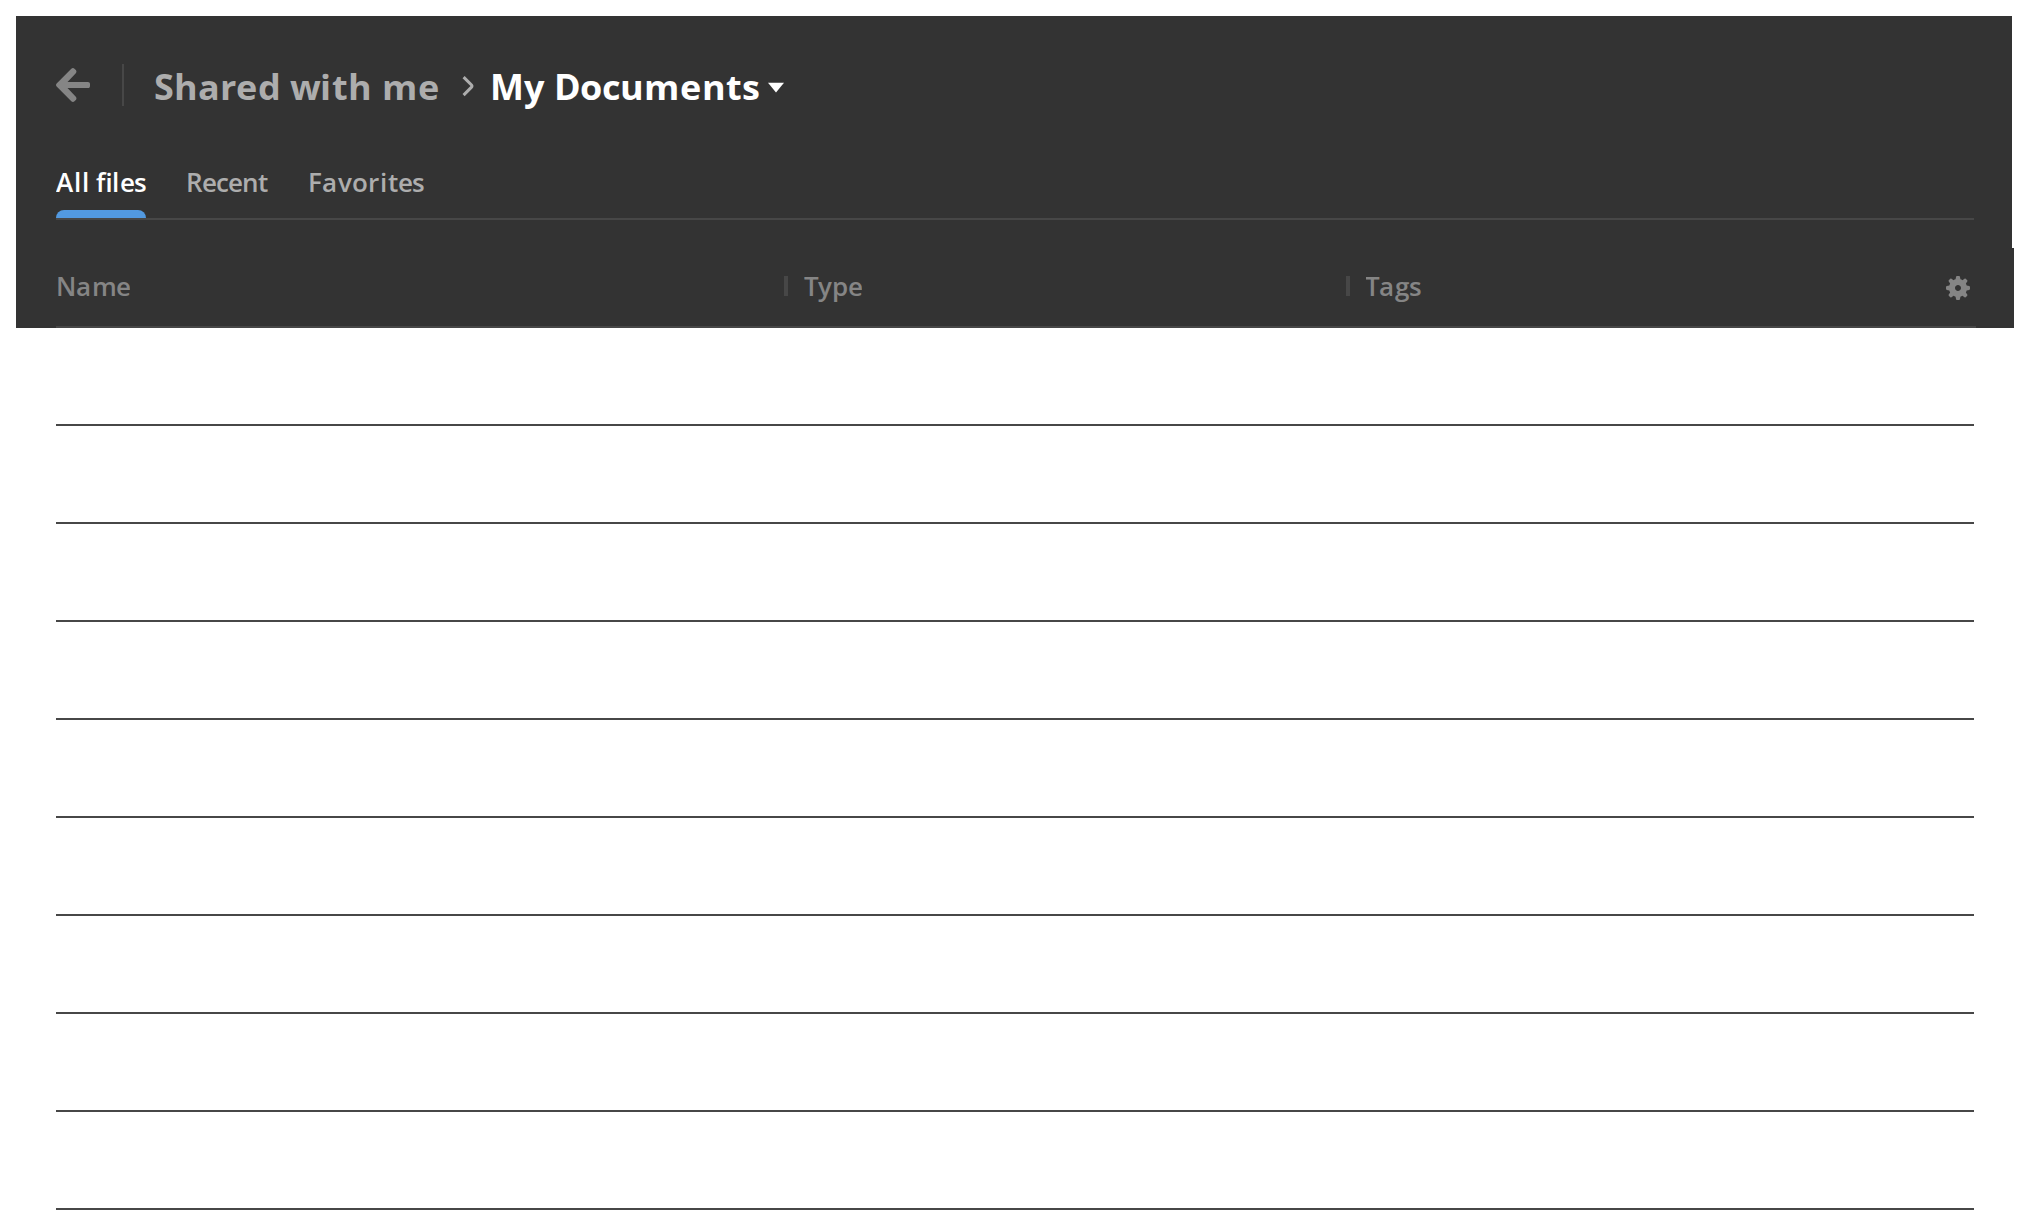 Shared with me > My Documents
All files Recent Favorites
Name Type Tags